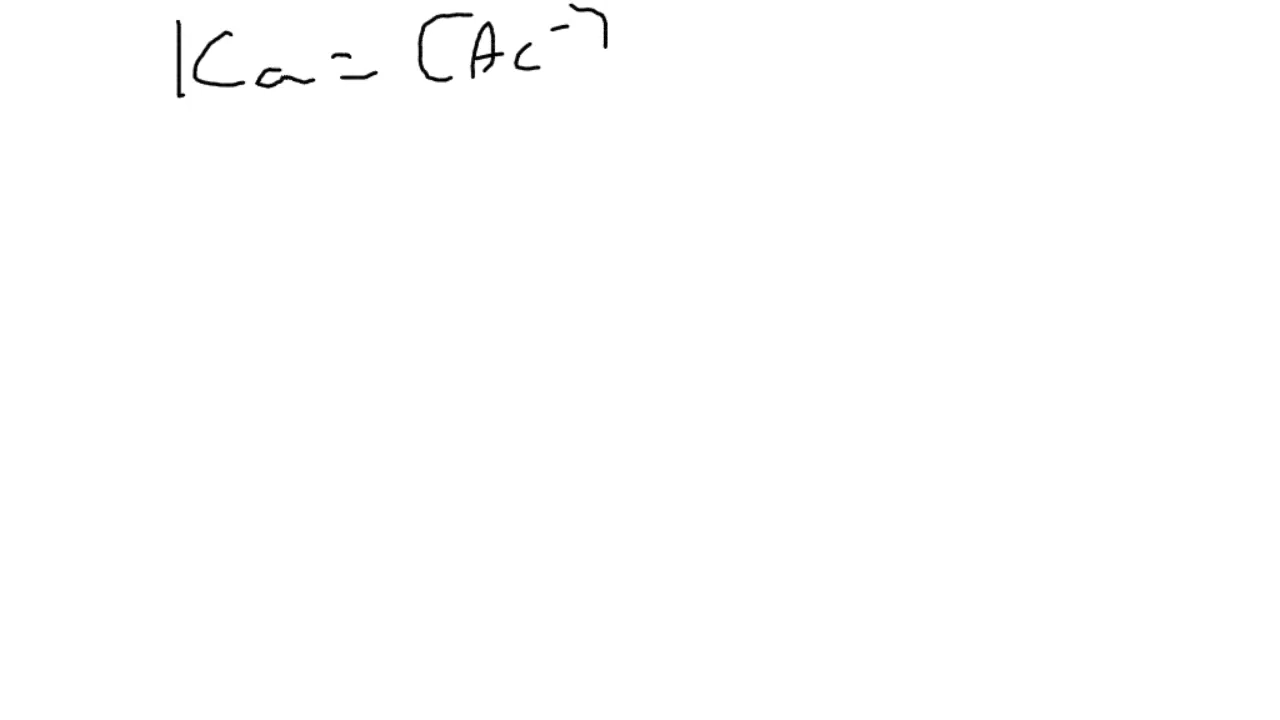 Ka = [Ac⁻]